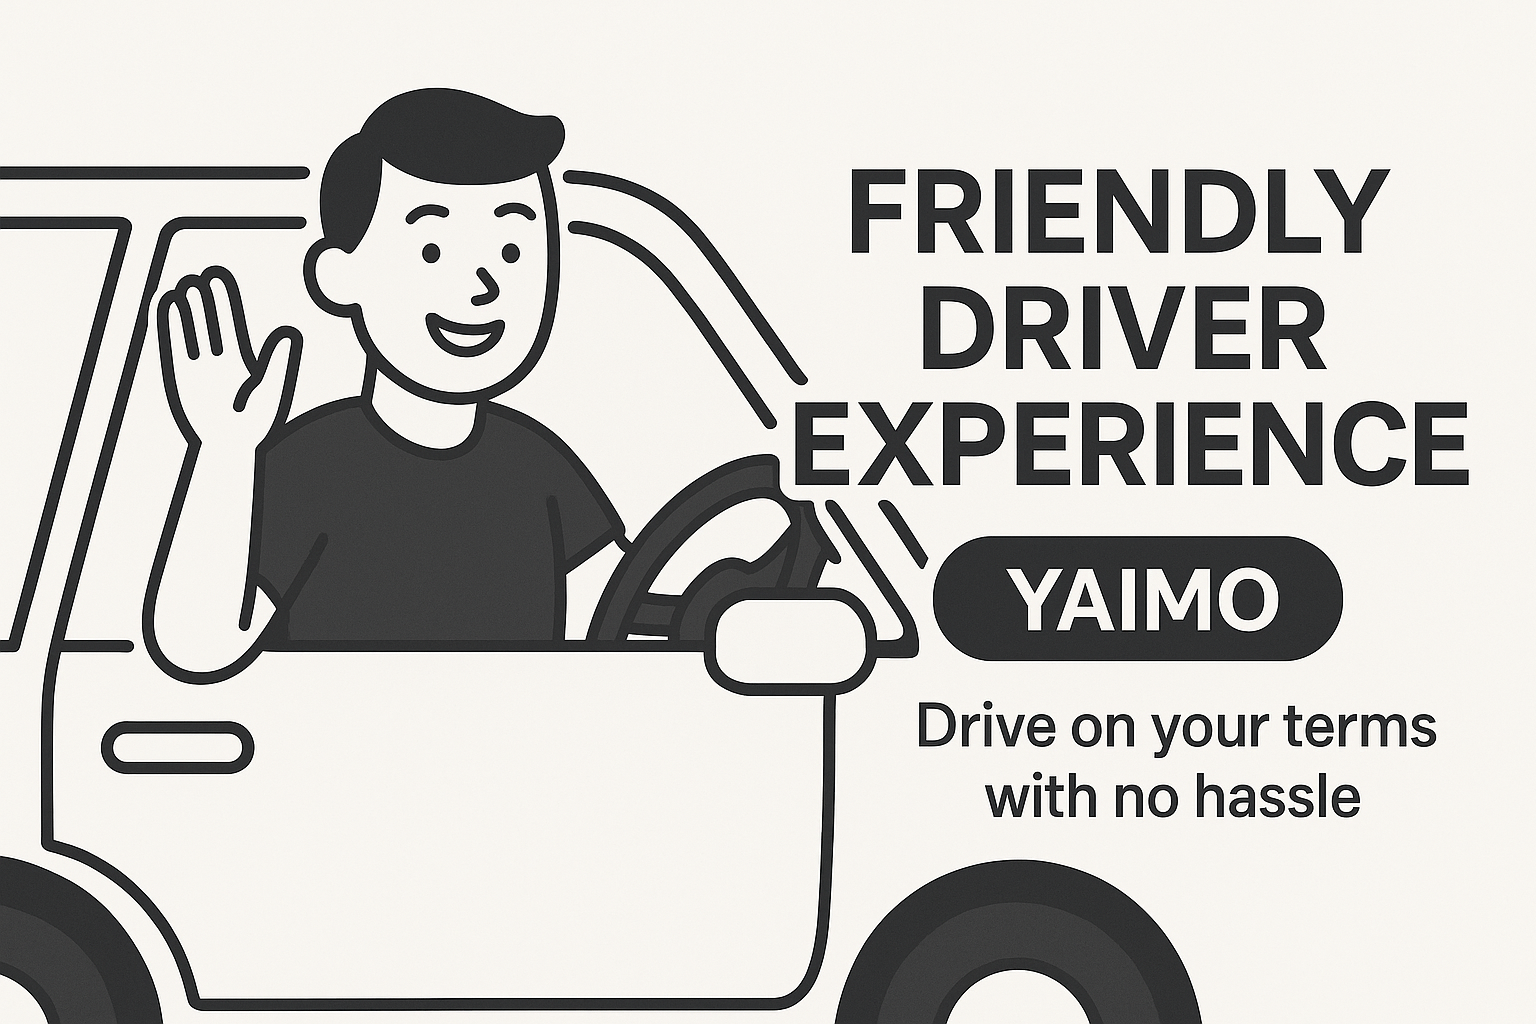 FRIENDLY
DRIVER
EXPERIENCE
YAIMO
Drive on your terms
with no hassle